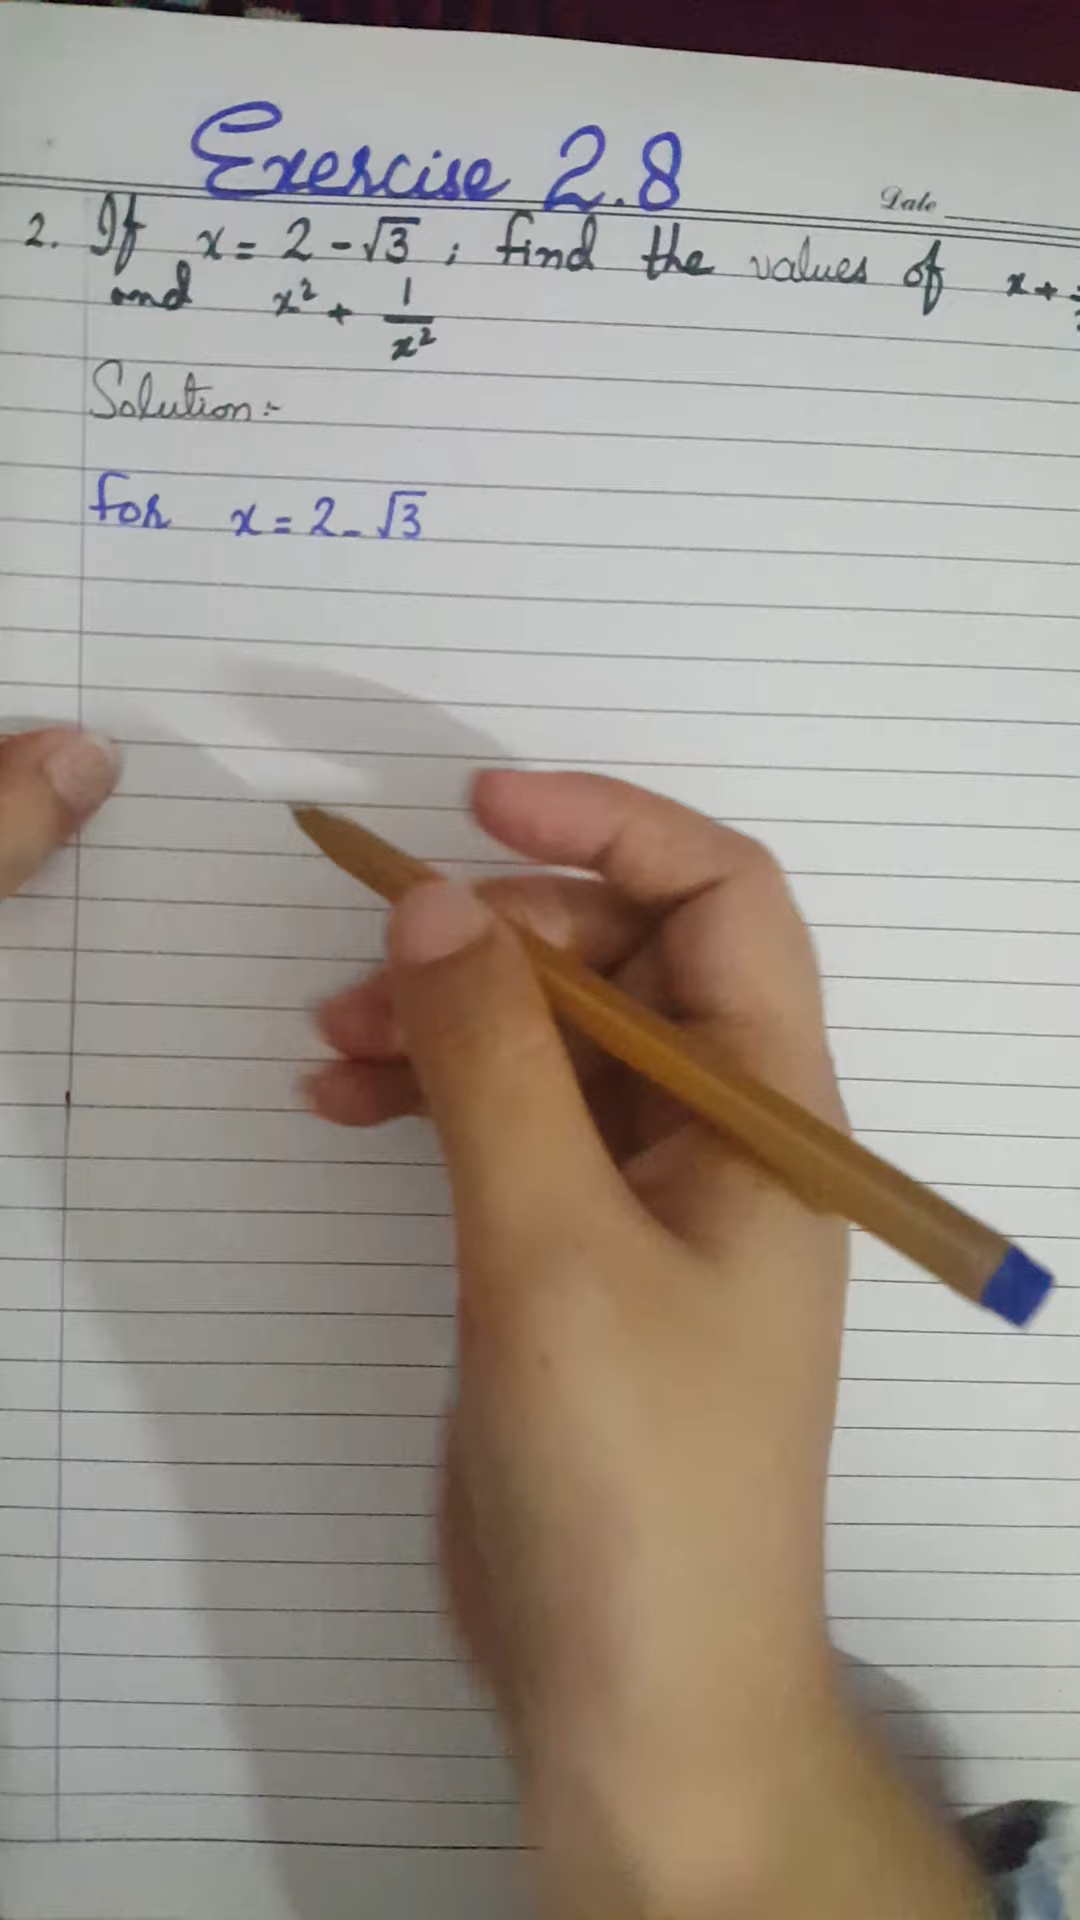 Exercise 2.8
Date
2. If x = 2 - √3 ; find the values of x +
and x² + 1/x²
Solution:-
for x = 2 - √3